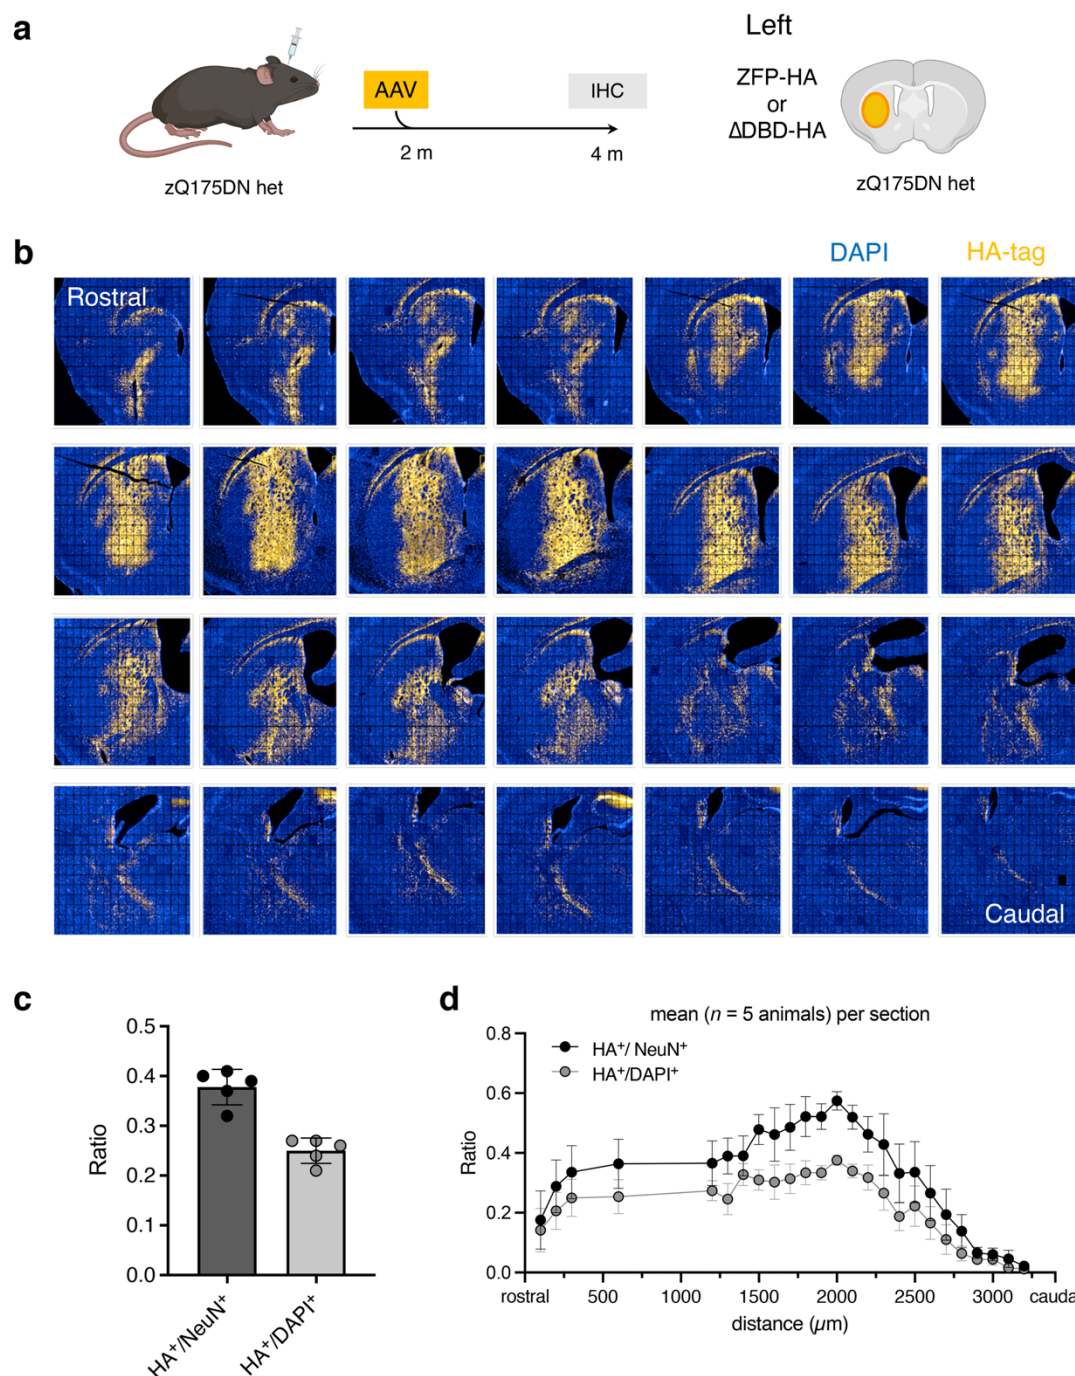 a
Left
AAV
IHC
2 m
4 m
zQ175DN het
ZFP-HA
or
ΔDBD-HA
zQ175DN het
b
DAPI
HA-tag
Rostral
Caudal
c
0.5
0.4
0.3
0.2
0.1
0.0
Ratio
HA⁺/NeuN⁺
HA⁺/DAPI⁺
d
mean (n = 5 animals) per section
HA⁺/ NeuN⁺
HA⁺/DAPI⁺
0.8
0.6
0.4
0.2
0.0
Ratio
rostral 500 1000 1500 2000 2500 3000 cauda
distance (µm)